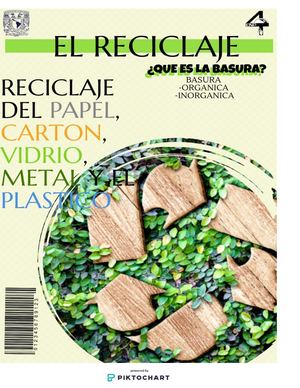 4
EL RECICLAJE
¿QUE ES LA BASURA?
BASURA
-ORGANICA
-INORGANICA
RECICLAJE
DEL PAPEL,
CARTON,
VIDRIO,
METAL Y EL
PLASTICO
0123456789123
powered by
PIKTOCHART